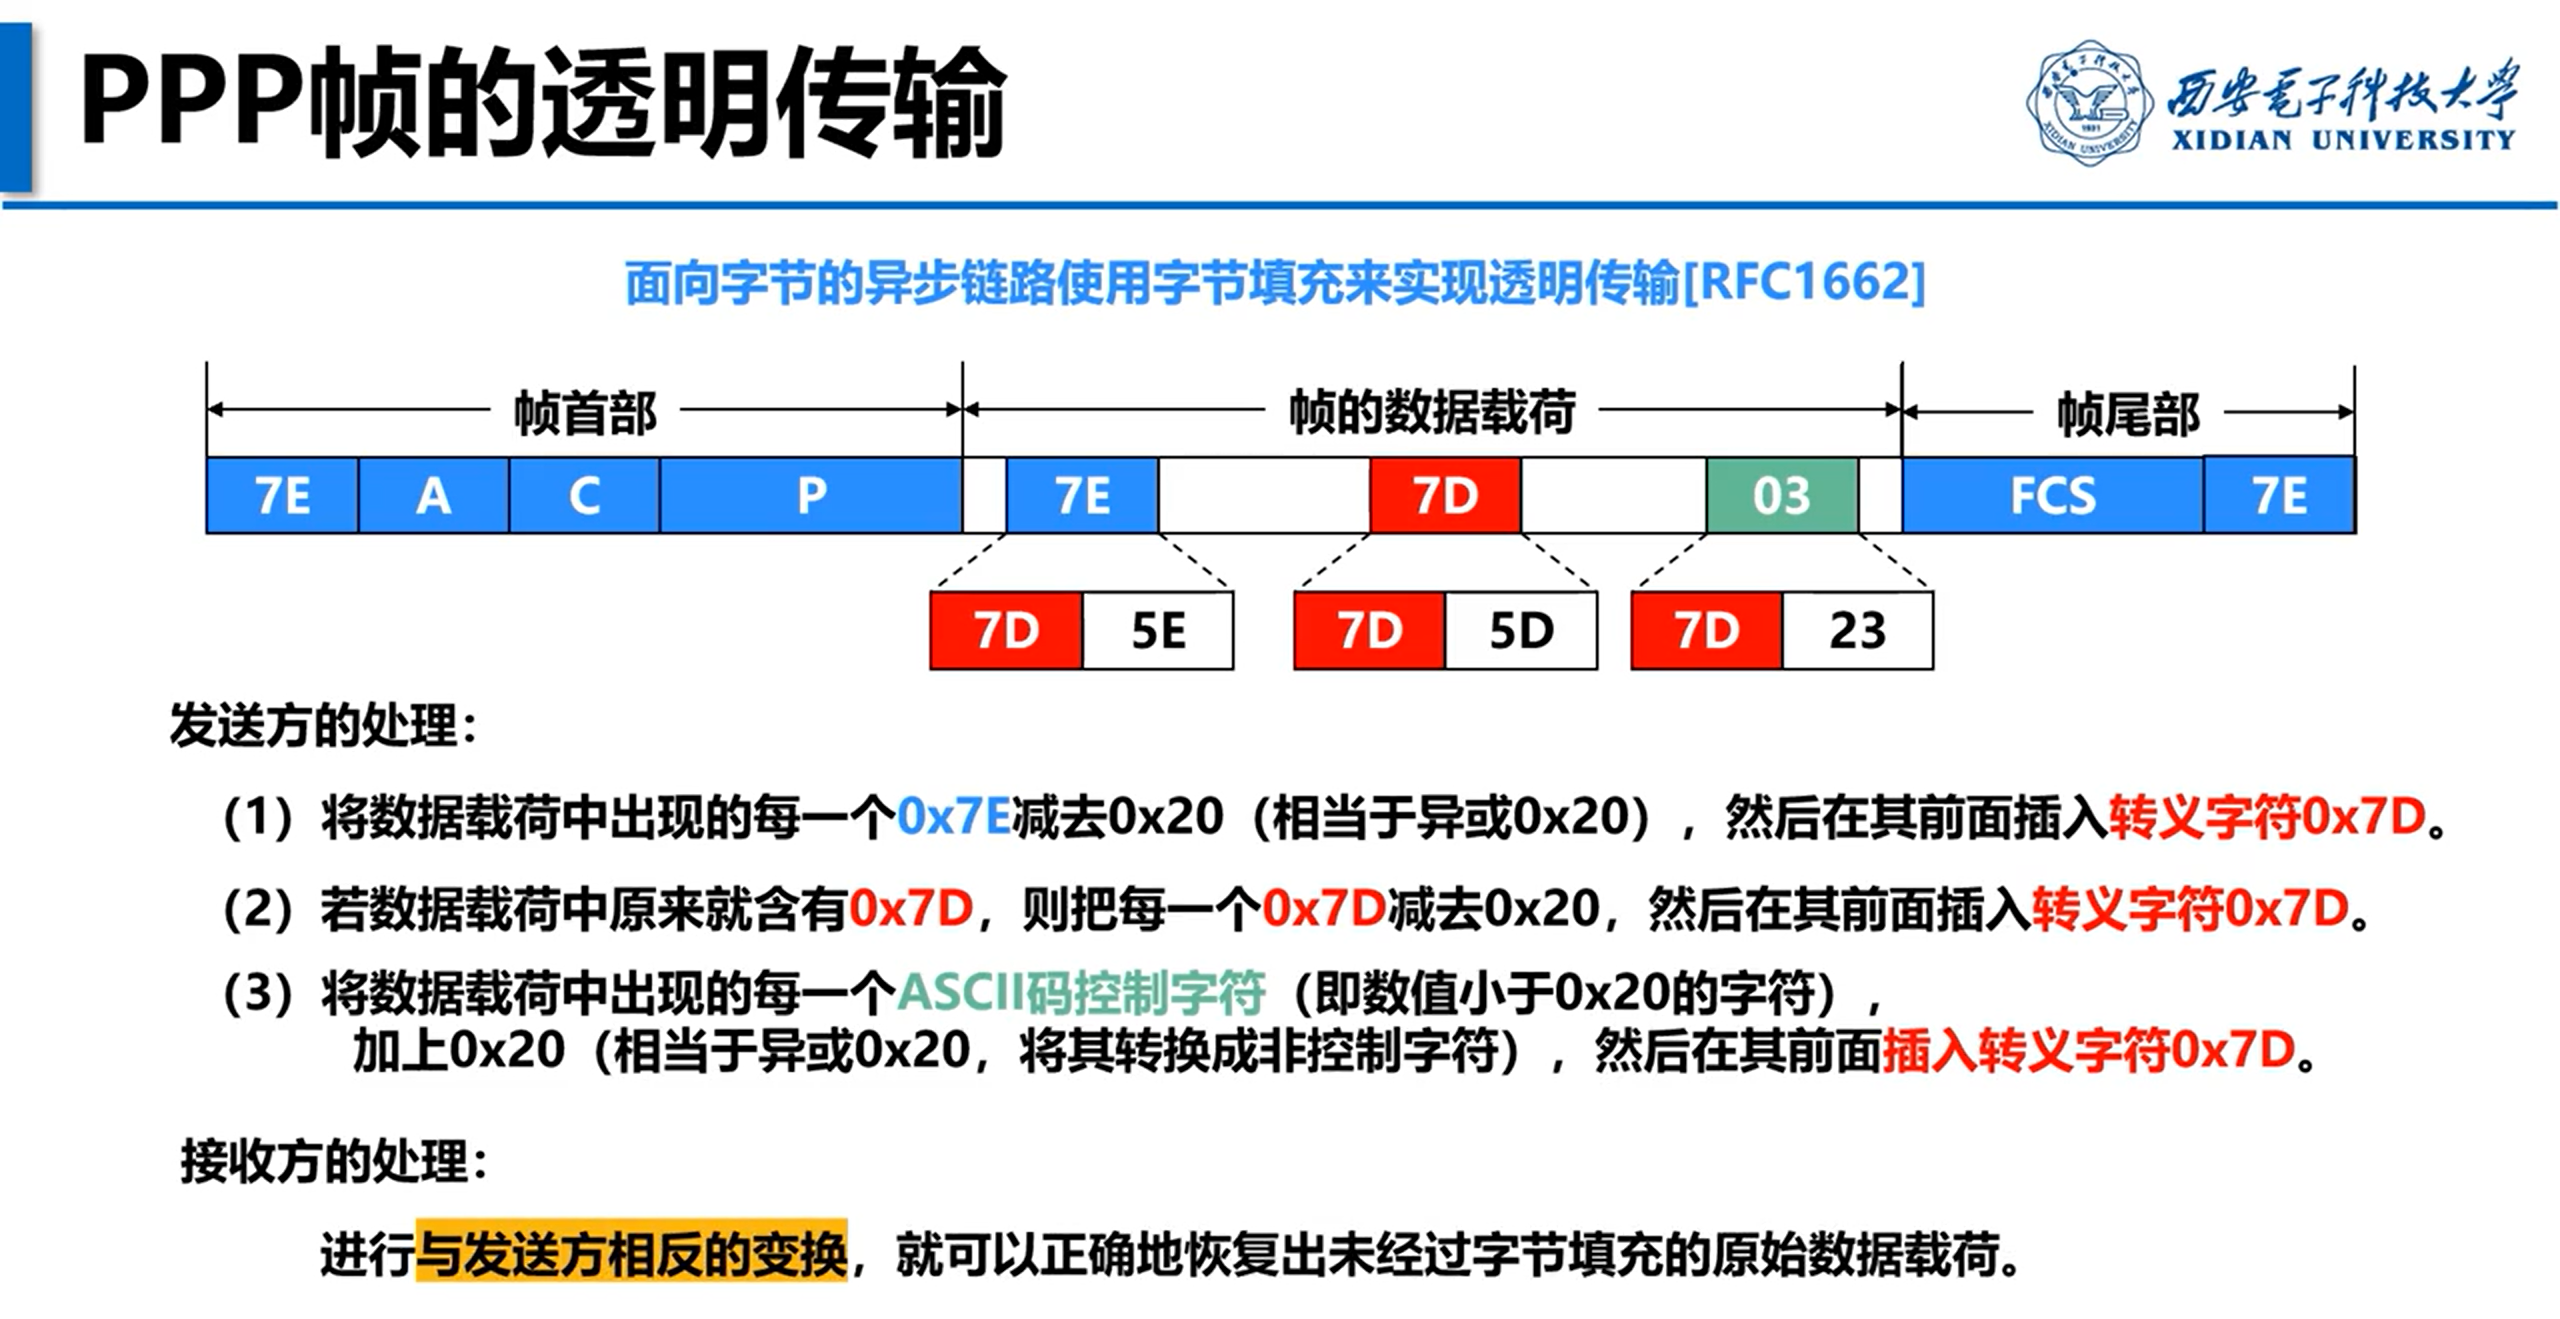 PPP帧的透明传输
西安电子科技大学
XIDIAN UNIVERSITY
面向字节的异步链路使用字节填充来实现透明传输[RFC1662]
帧首部 帧的数据载荷 帧尾部
7E A C P 7E 7D 03 FCS 7E
7D 5E 7D 5D 7D 23
发送方的处理：
（1）将数据载荷中出现的每一个0x7E减去0x20（相当于异或0x20），然后在其前面插入转义字符0x7D。
（2）若数据载荷中原来就含有0x7D，则把每一个0x7D减去0x20，然后在其前面插入转义字符0x7D。
（3）将数据载荷中出现的每一个ASCII码控制字符（即数值小于0x20的字符），
加上0x20（相当于异或0x20，将其转换成非控制字符），然后在其前面插入转义字符0x7D。
接收方的处理：
进行与发送方相反的变换，就可以正确地恢复出未经过字节填充的原始数据载荷。